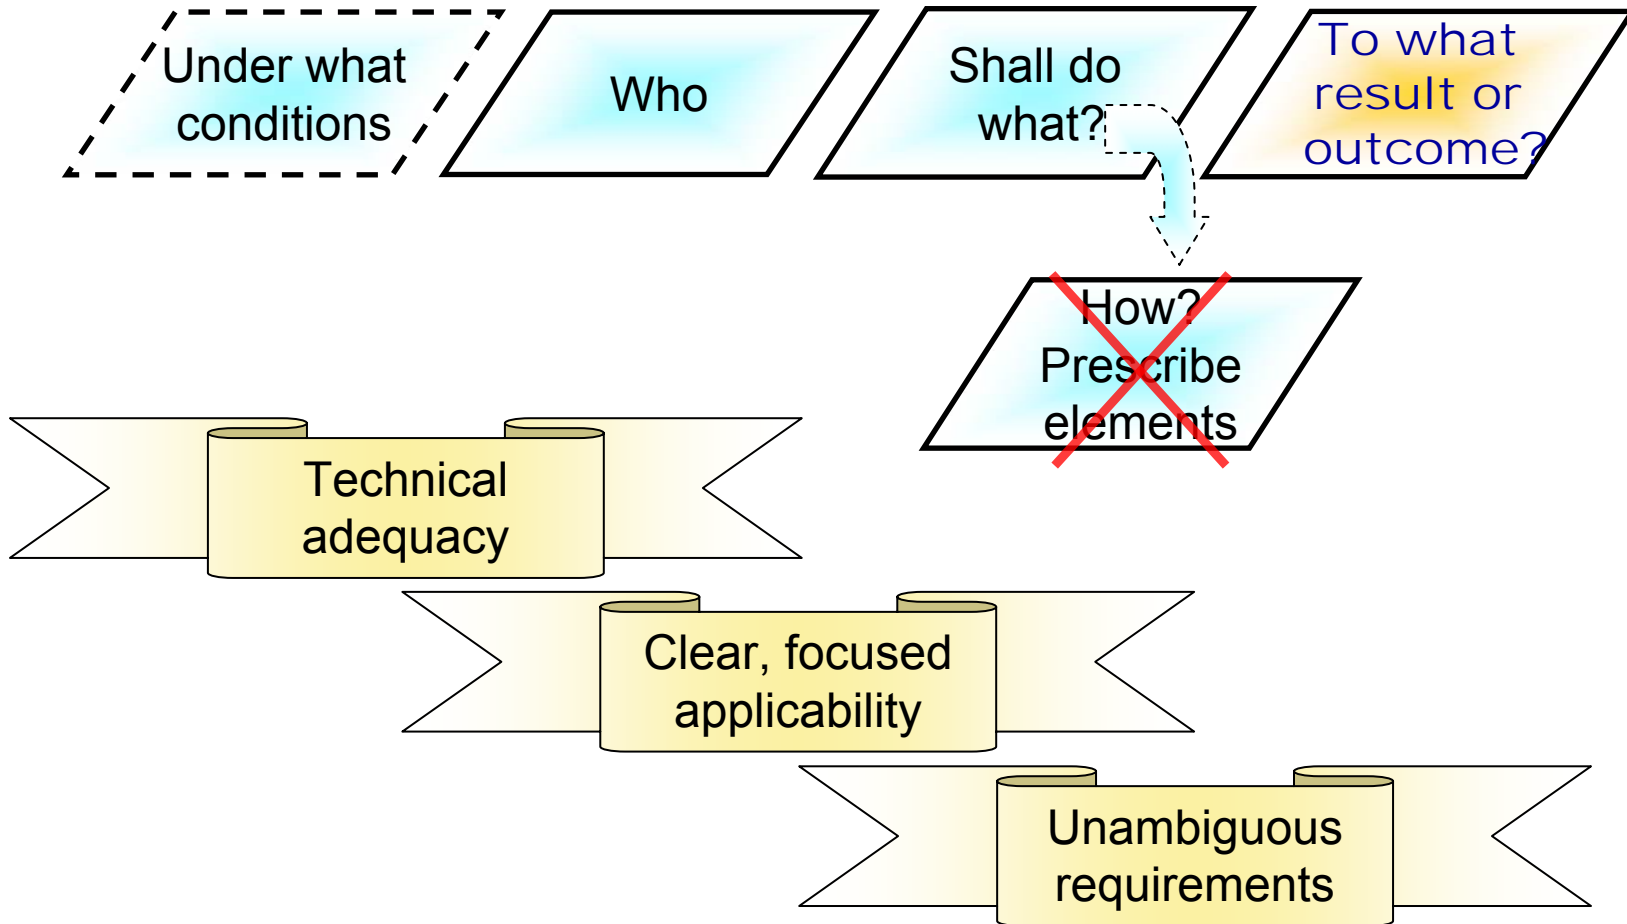 Under what
conditions
Who
Shall do
what?
To what
result or
outcome?
How?
Prescribe
elements
Technical
adequacy
Clear, focused
applicability
Unambiguous
requirements